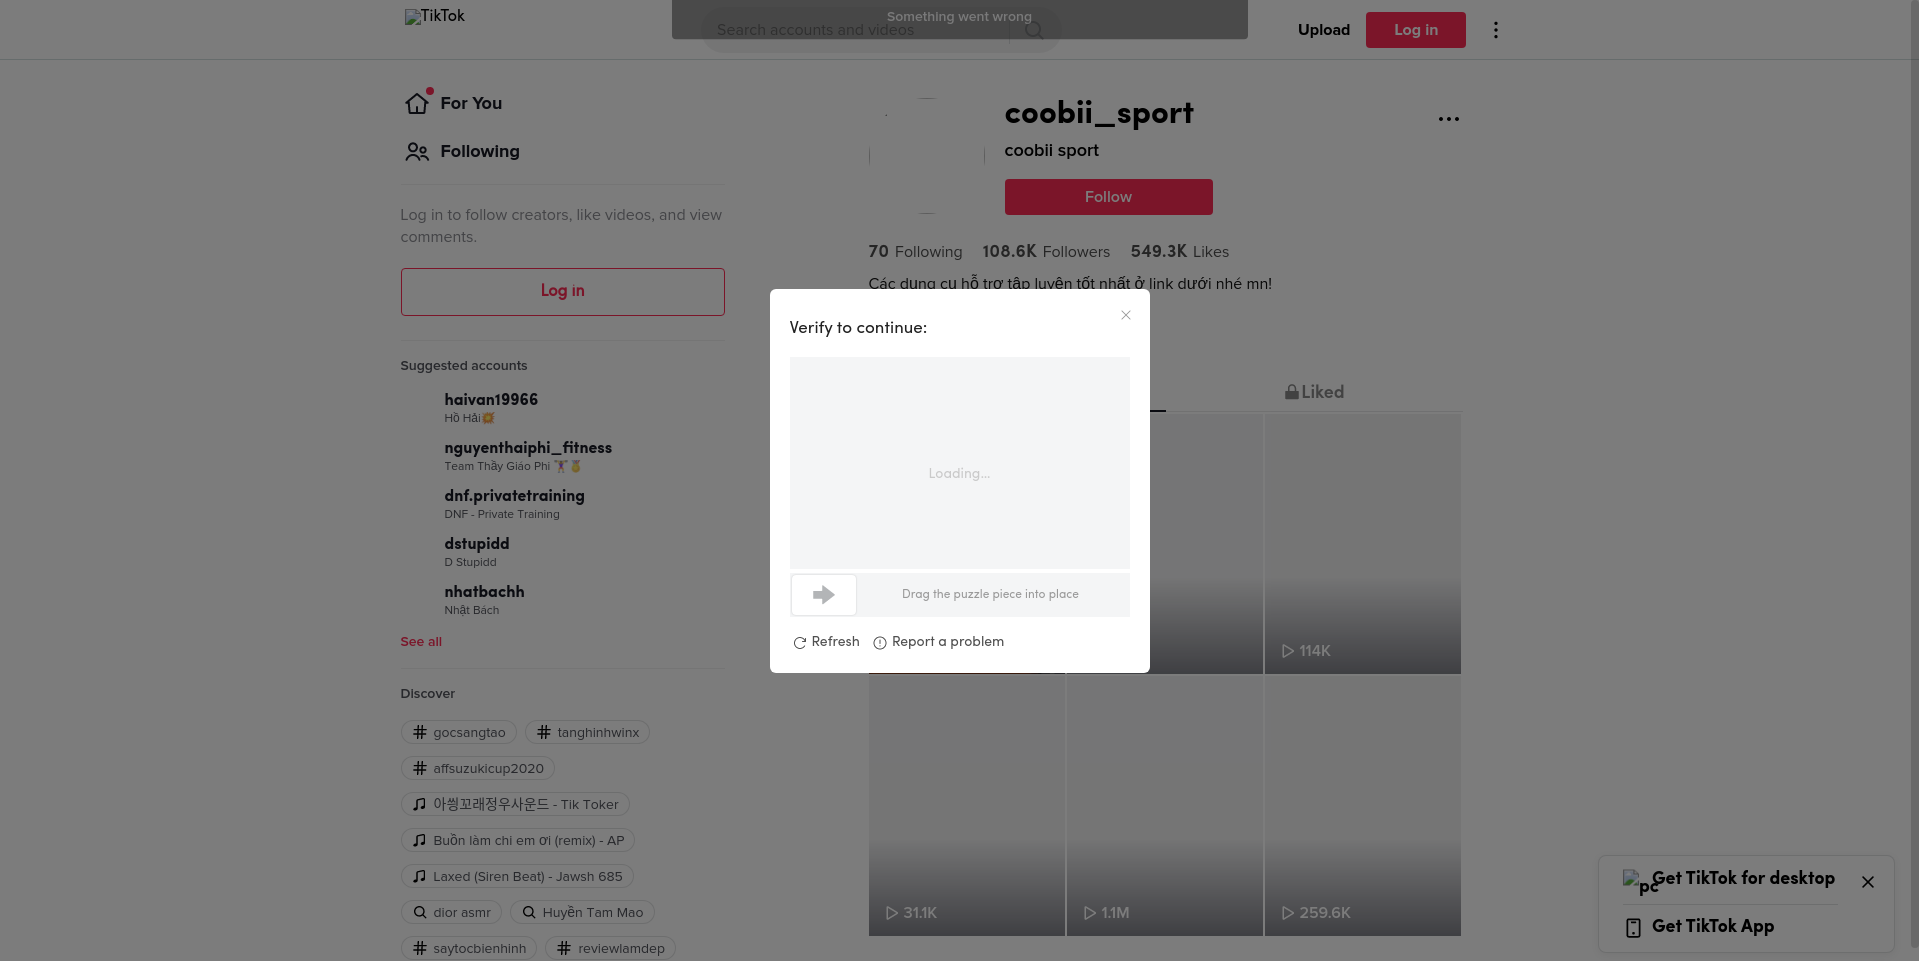 TikTok
Something went wrong
Search accounts and videos
Upload
Log in
For You
Following
Log in to follow creators, like videos, and view
comments.
Log in
Suggested accounts
haivan19966
Hồ Hải💥
nguyenthaiphi_fitness
Team Thầy Giáo Phi 🏋️‍♀️🏅
dnf.privatetraining
DNF - Private Training
dstupidd
D Stupidd
nhatbachh
Nhật Bách
See all
Discover
gocsangtao
tanghinhwinx
affsuzukicup2020
아찡꼬래정우사운드 - Tik Toker
Buồn làm chi em ơi (remix) - AP
Laxed (Siren Beat) - Jawsh 685
dior asmr
Huyền Tam Mao
saytocbienhinh
reviewlamdep
coobii_sport
coobii sport
Follow
70 Following 108.6K Followers 549.3K Likes
Các dụng cụ hỗ trợ tập luyện tốt nhất ở link dưới nhé mn!
Liked
Verify to continue:
Loading...
Drag the puzzle piece into place
Refresh
Report a problem
114K
31.1K
1.1M
259.6K
pc
Get TikTok for desktop
Get TikTok App